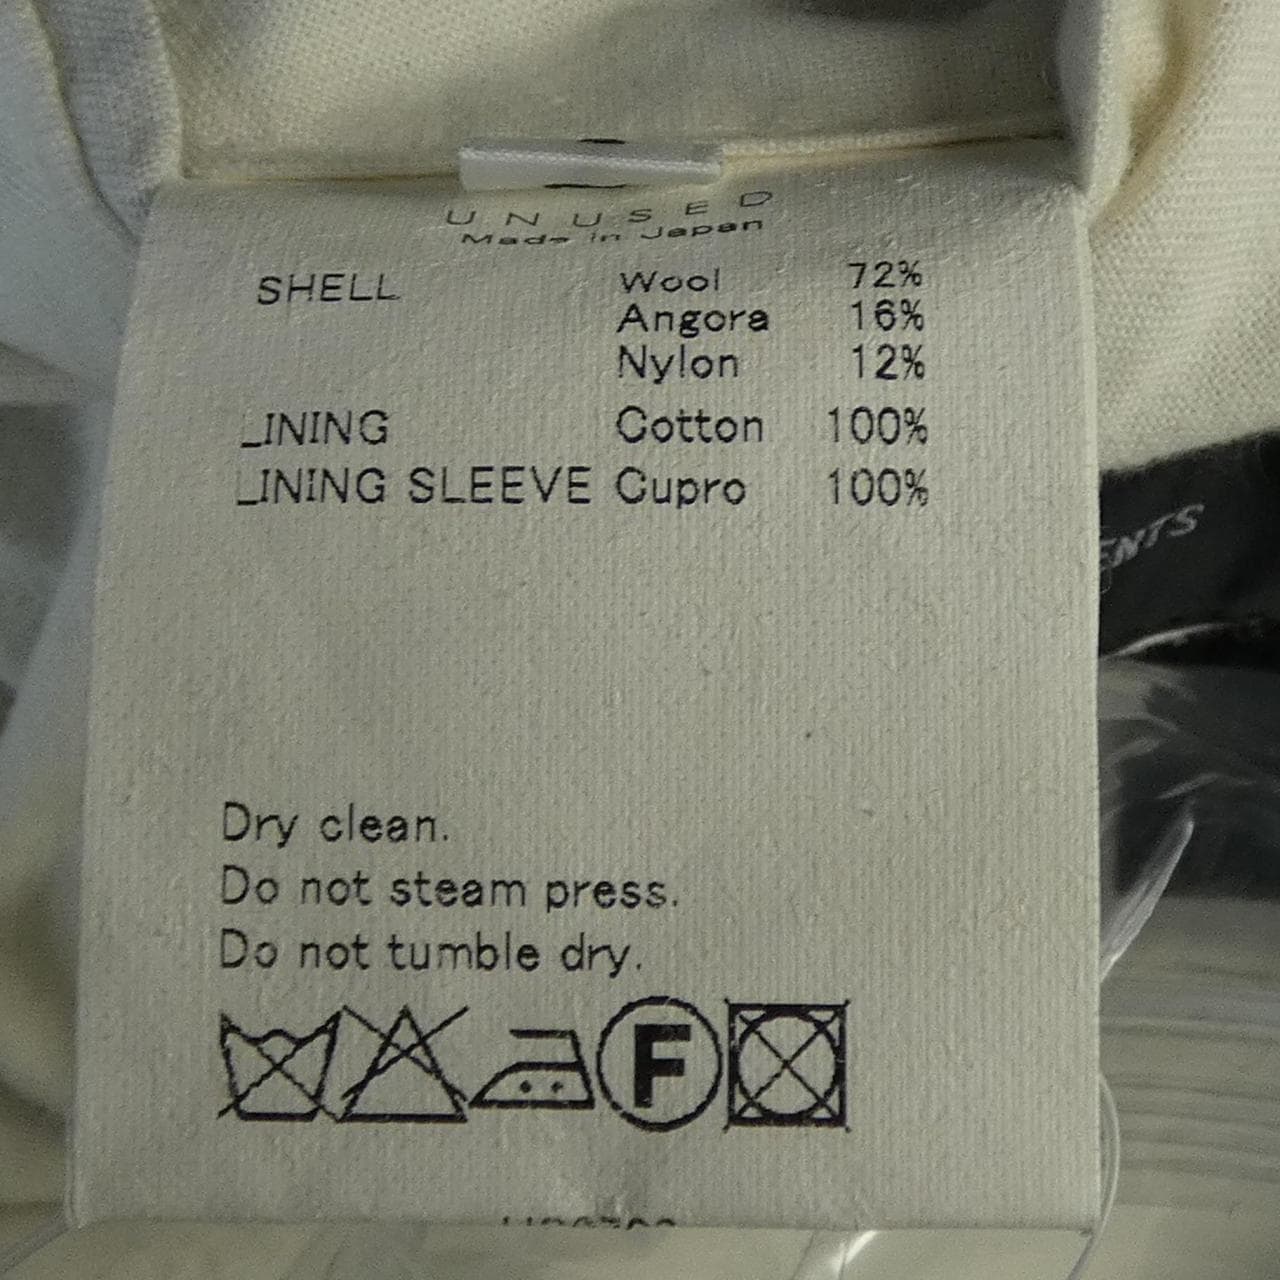 UNUSED
Made in Japan
SHELL Wool 72%
Angora 16%
Nylon 12%
LINING Cotton 100%
LINING SLEEVE Cupro 100%
Dry clean.
Do not steam press.
Do not tumble dry.
F